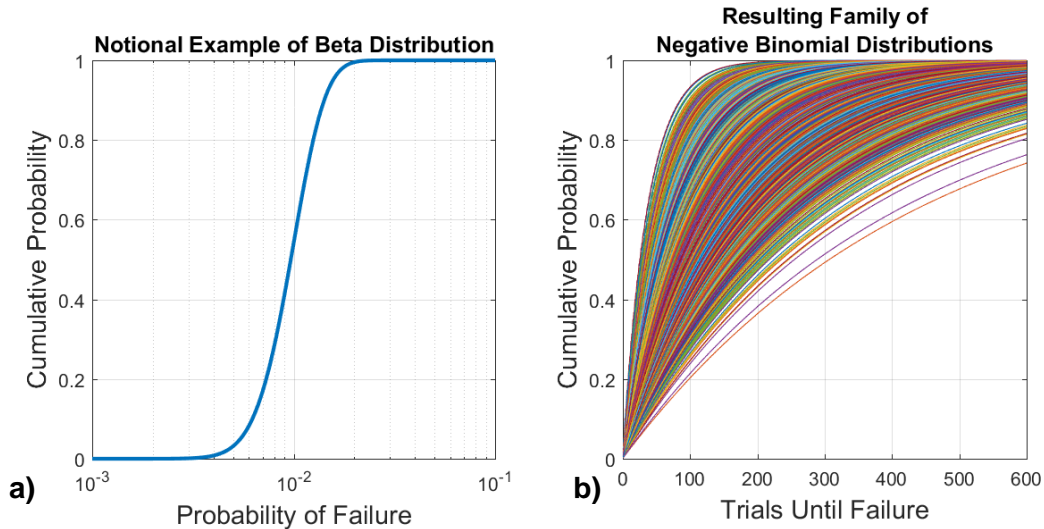 Notional Example of Beta Distribution
1
0.8
0.6
0.4
0.2
0
Cumulative Probability
10^-3
10^-2
10^-1
Probability of Failure
a)
Resulting Family of
Negative Binomial Distributions
1
0.8
0.6
0.4
0.2
0
Cumulative Probability
0 100 200 300 400 500 600
Trials Until Failure
b)